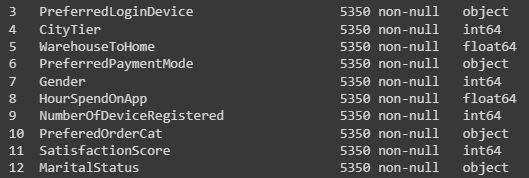 3 PreferredLoginDevice 5350 non-null object
4 CityTier 5350 non-null int64
5 WarehouseToHome 5350 non-null float64
6 PreferredPaymentMode 5350 non-null object
7 Gender 5350 non-null int64
8 HourSpendOnApp 5350 non-null float64
9 NumberOfDeviceRegistered 5350 non-null int64
10 PreferedOrderCat 5350 non-null object
11 SatisfactionScore 5350 non-null int64
12 MaritalStatus 5350 non-null object